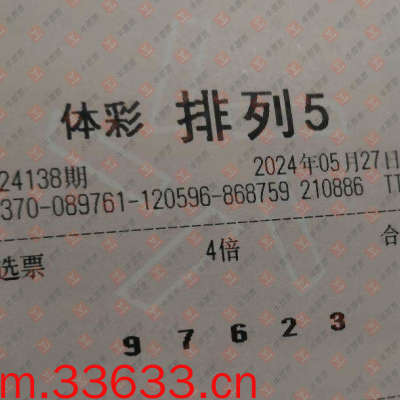 体彩 排列5
24138期 2024年05月27日
370-089761-120596-868759 210886 TT
选票 4倍 合
9 7 6 2 3
m.33633.cn